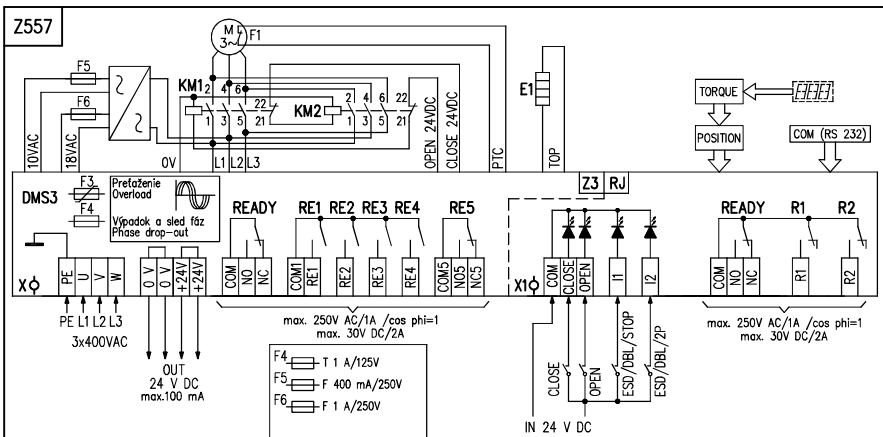 Z557
F5
F6
M
3~
F1
KM1
2 4 6
1 3 5
22
21
KM2
2 4 6
1 3 5
22
21
E1
TORQUE
POSITION
COM (RS 232)
10VAC
18VAC
0V
L1
L2
L3
OPEN 24VDC
CLOSE 24VDC
PTC
TOP
DMS3
F3
F4
Preťaženie
Overload
Výpadok a sled fáz
Phase drop-out
READY
RE1
RE2
RE3
RE4
RE5
Z3
RJ
READY
R1
R2
X
PE
U
V
W
0 V
0 V
+24V
+24V
COM
NO
NC
COM1
RE1
RE2
RE3
RE4
COM5
NO5
NC5
X1
COM
CLOSE
OPEN
I1
I2
COM
NO
NC
R1
R2
PE L1 L2 L3
3x400VAC
OUT
24 V DC
max.100 mA
max. 250V AC/1A /cos phi=1
max. 30V DC/2A
F4 T 1 A/125V
F5 F 400 mA/250V
F6 F 1 A/250V
CLOSE
OPEN
ESD/DBL/STOP
ESD/DBL/2P
IN 24 V DC
max. 250V AC/1A /cos phi=1
max. 30V DC/2A